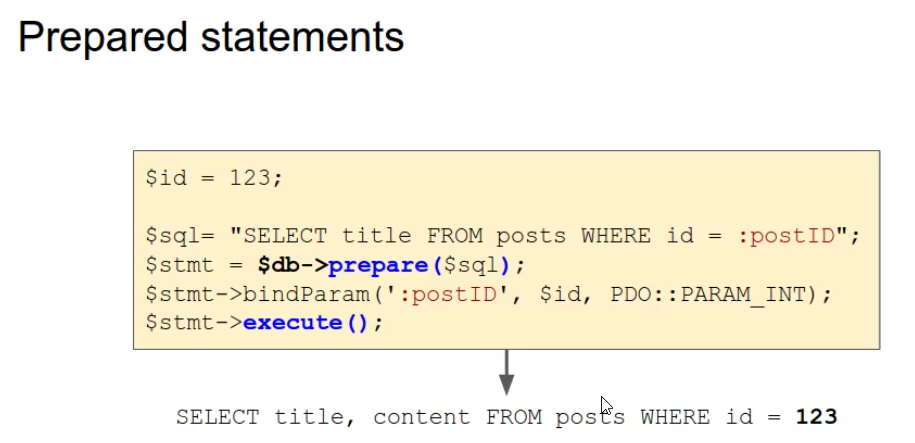 Prepared statements
$id = 123;
$sql= "SELECT title FROM posts WHERE id = :postID";
$stmt = $db->prepare($sql);
$stmt->bindParam(':postID', $id, PDO::PARAM_INT);
$stmt->execute();
SELECT title, content FROM posts WHERE id = 123